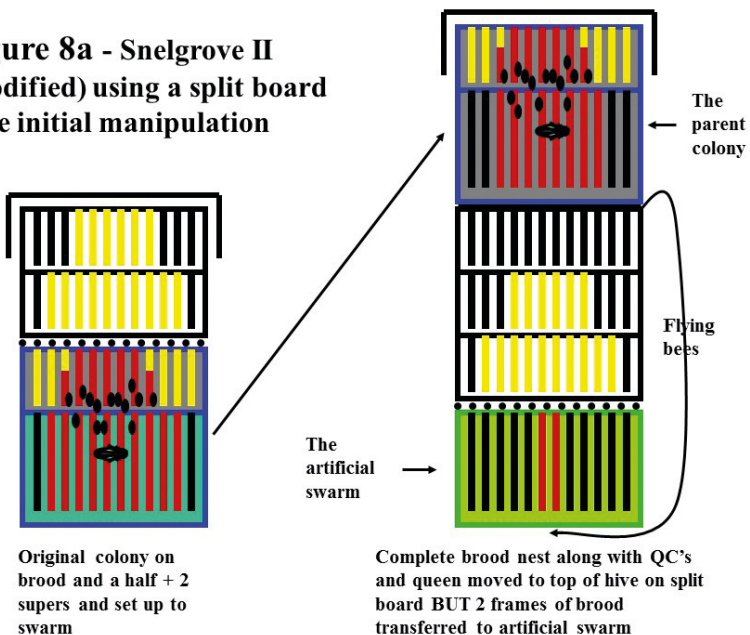 gure 8a - Snelgrove II
odified) using a split board
e initial manipulation
The
parent
colony
Flying
bees
The
artificial
swarm
Original colony on
brood and a half + 2
supers and set up to
swarm
Complete brood nest along with QC's
and queen moved to top of hive on split
board BUT 2 frames of brood
transferred to artificial swarm